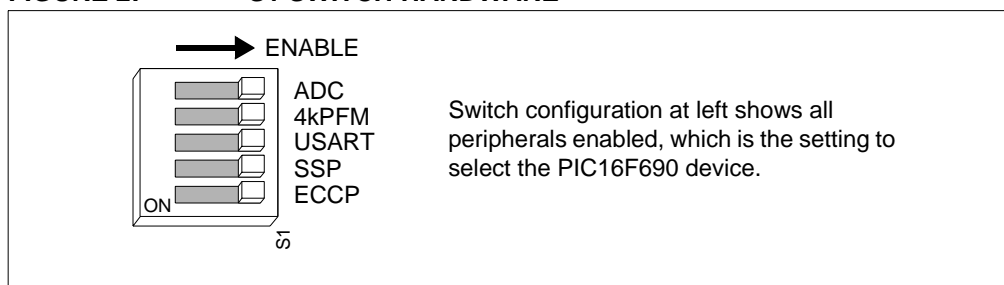 ENABLE
ADC
4kPFM
USART
SSP
ECCP
ON
S1
Switch configuration at left shows all
peripherals enabled, which is the setting to
select the PIC16F690 device.